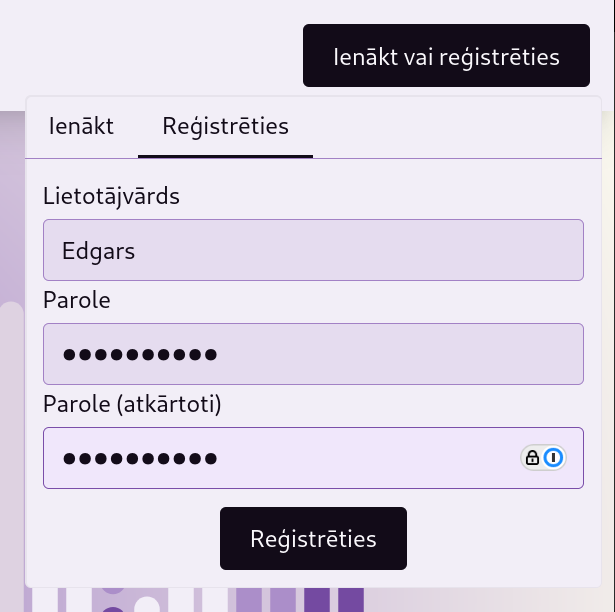 Ienākt vai reģistrēties
Ienākt Reģistrēties
Lietotājvārds
Edgars
Parole
●●●●●●●●●●
Parole (atkārtoti)
●●●●●●●●●●
Reģistrēties